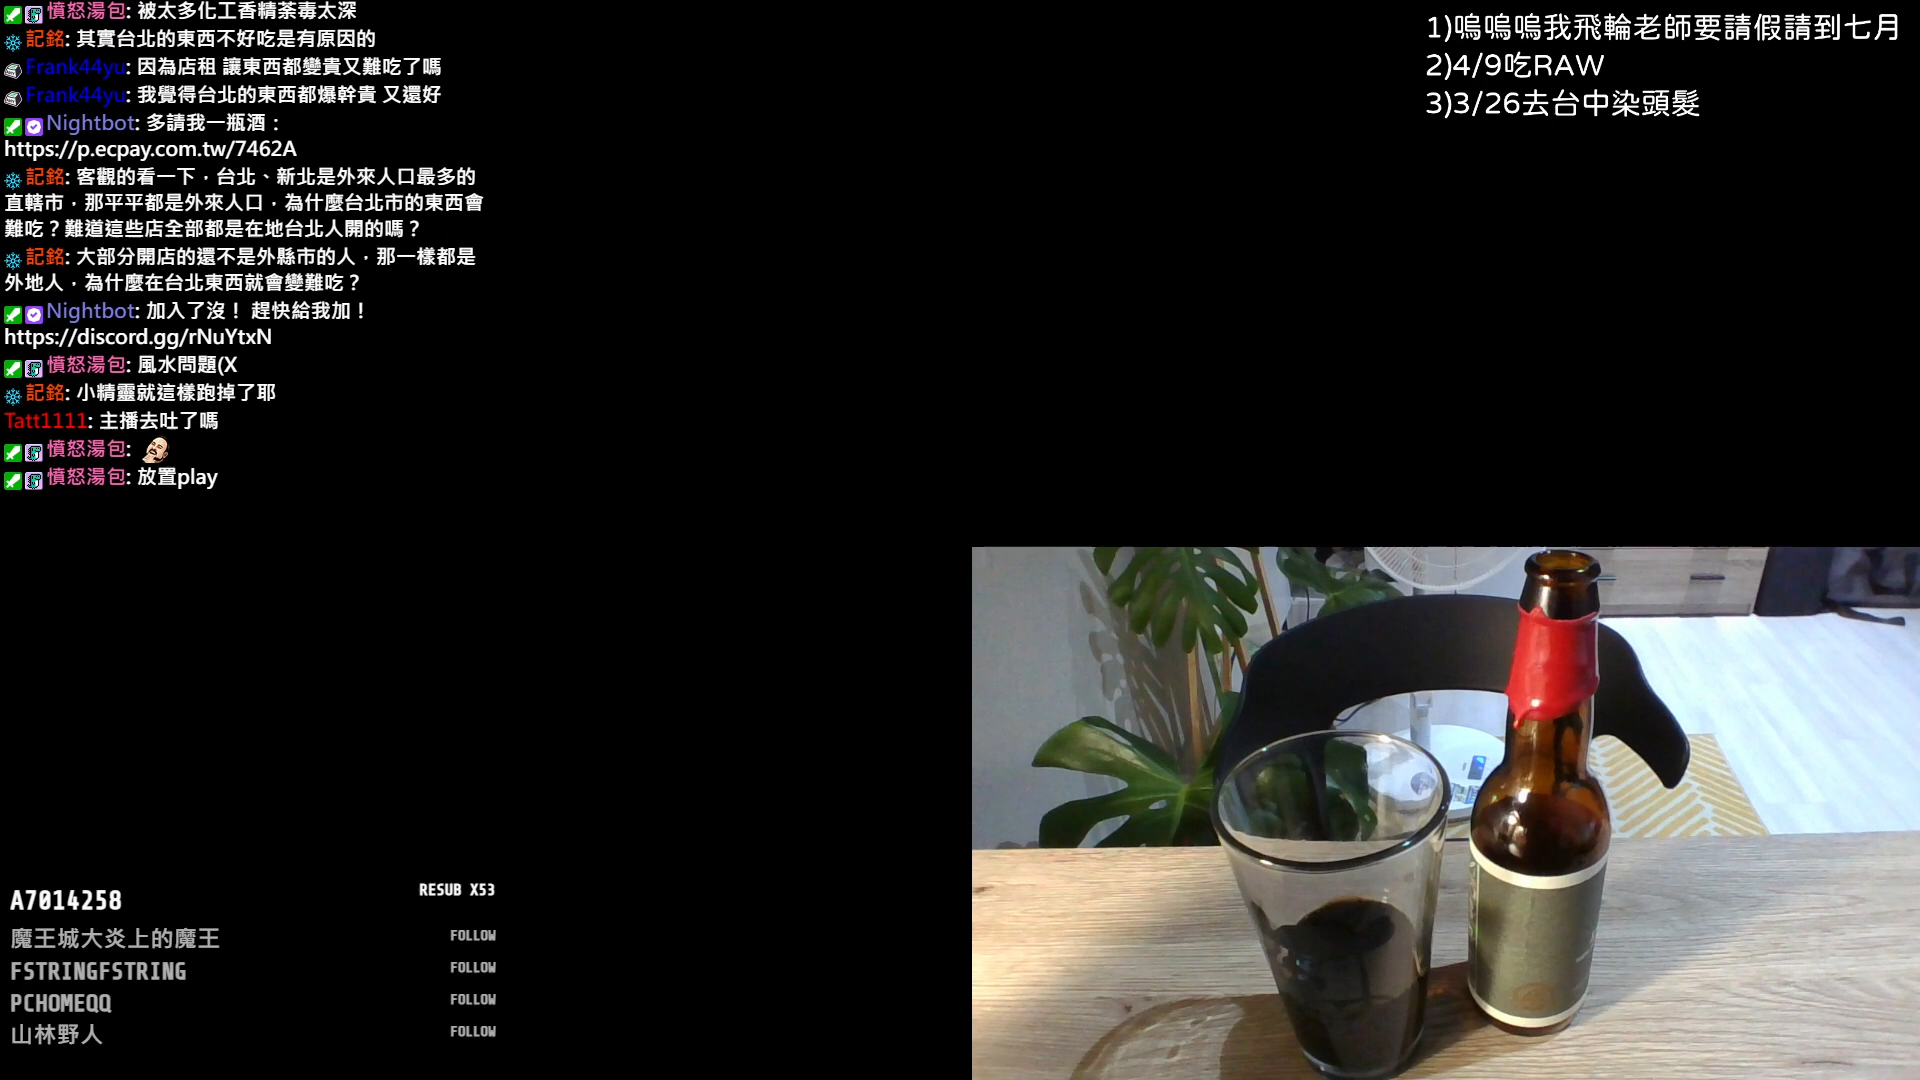 憤怒湯包: 被太多化工香精荼毒太深
記銘: 其實台北的東西不好吃是有原因的
Frank44yu: 因為店租 讓東西都變貴又難吃了嗎
Frank44yu: 我覺得台北的東西都爆幹貴 又還好
Nightbot: 多請我一瓶酒：
https://p.ecpay.com.tw/7462A
記銘: 客觀的看一下，台北、新北是外來人口最多的
直轄市，那平平都是外來人口，為什麼台北市的東西會
難吃？難道這些店全部都是在地台北人開的嗎？
記銘: 大部分開店的還不是外縣市的人，那一樣都是
外地人，為什麼在台北東西就會變難吃？
Nightbot: 加入了沒！ 趕快給我加！
https://discord.gg/rNuYtxN
憤怒湯包: 風水問題(X
記銘: 小精靈就這樣跑掉了耶
Tatt1111: 主播去吐了嗎
憤怒湯包:
憤怒湯包: 放置play
1)嗚嗚嗚我飛輪老師要請假請到七月
2)4/9吃RAW
3)3/26去台中染頭髮
A7014258 RESUB X53
魔王城大炎上的魔王 FOLLOW
FSTRINGFSTRING FOLLOW
PCHOMEQQ FOLLOW
山林野人 FOLLOW